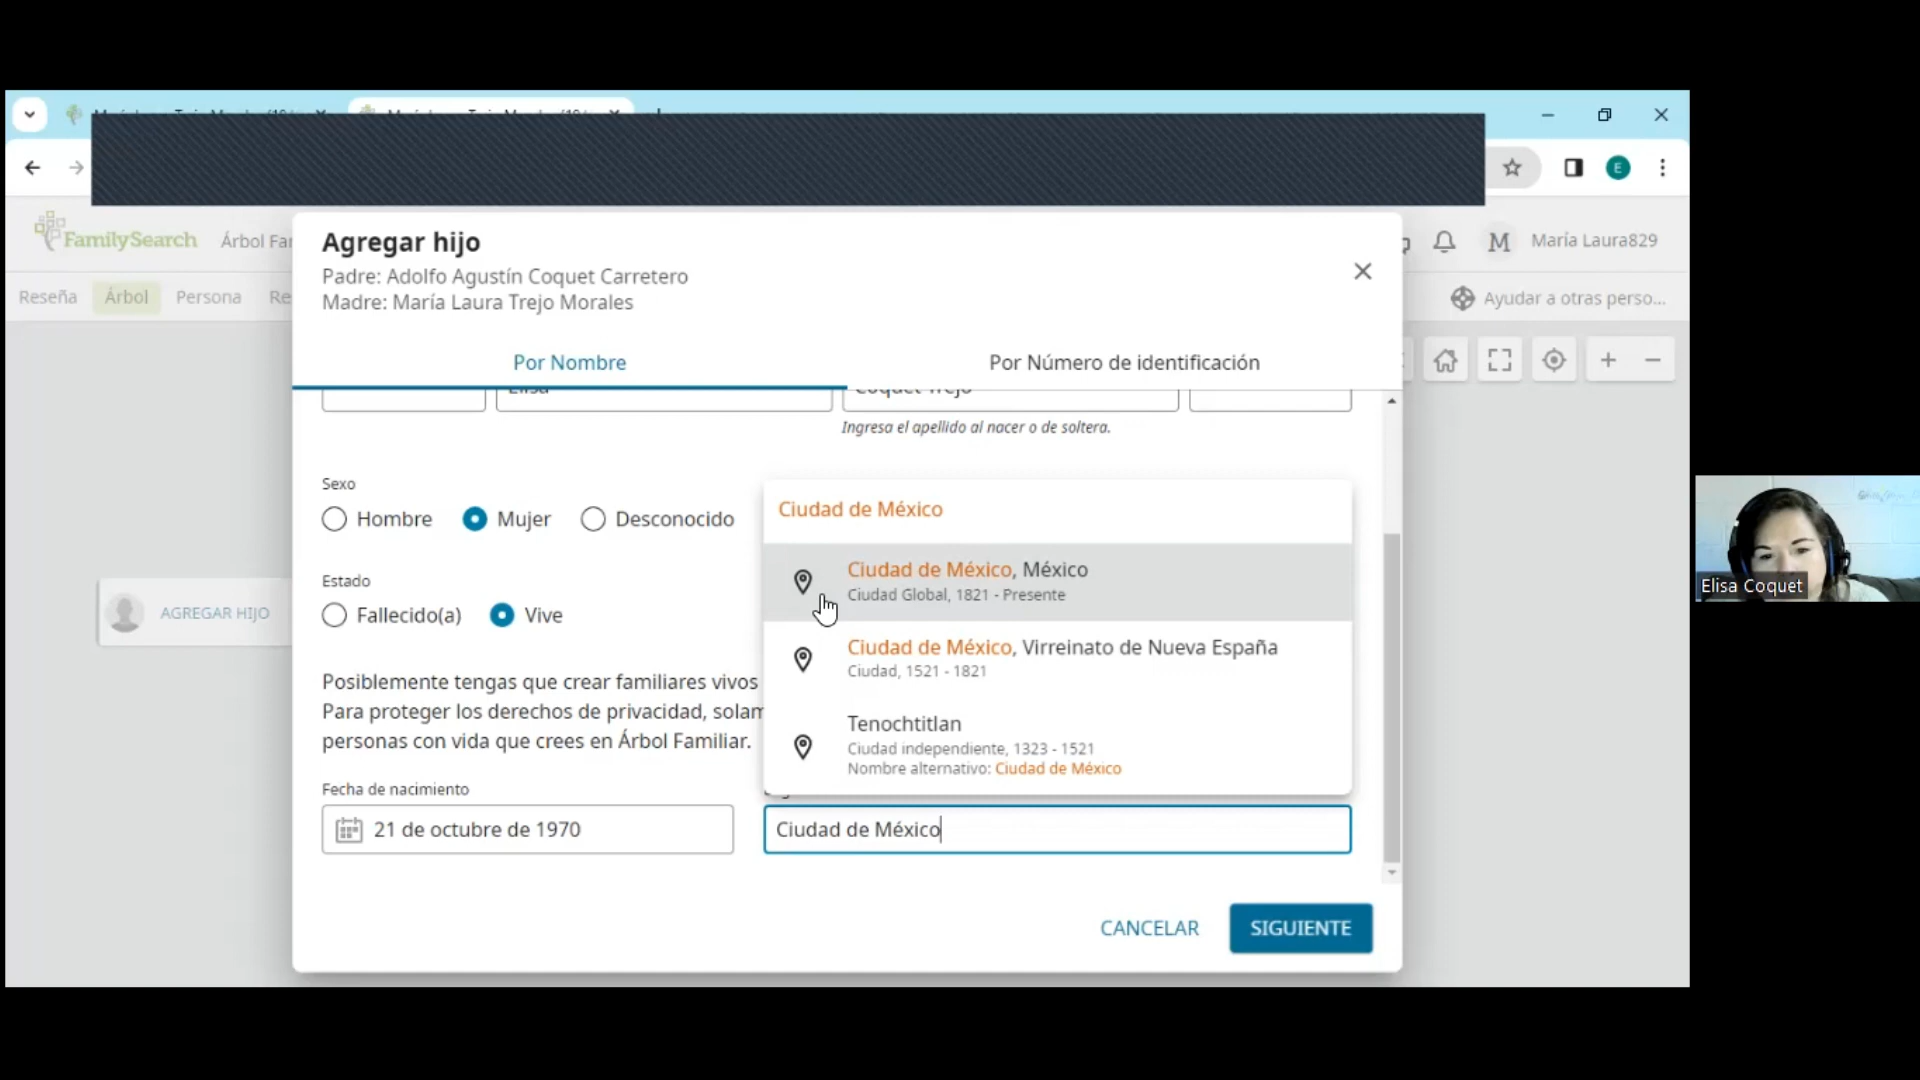 E
FamilySearch
Árbol Fa
María Laura829
M
Reseña
Árbol
Persona
Re
Ayudar a otras perso...
Agregar hijo
Padre: Adolfo Agustín Coquet Carretero
Madre: María Laura Trejo Morales
Por Nombre
Por Número de identificación
Elisa
Coquet Trejo
Ingresa el apellido al nacer o de soltera.
Sexo
Hombre
Mujer
Desconocido
Estado
Fallecido(a)
Vive
AGREGAR HIJO
Posiblemente tengas que crear familiares vivos
Para proteger los derechos de privacidad, solam
personas con vida que crees en Árbol Familiar.
Ciudad de México
Ciudad de México, México
Ciudad Global, 1821 - Presente
Ciudad de México, Virreinato de Nueva España
Ciudad, 1521 - 1821
Tenochtitlan
Ciudad independiente, 1323 - 1521
Nombre alternativo: Ciudad de México
Fecha de nacimiento
21 de octubre de 1970
Ciudad de México
CANCELAR
SIGUIENTE
Elisa Coquet